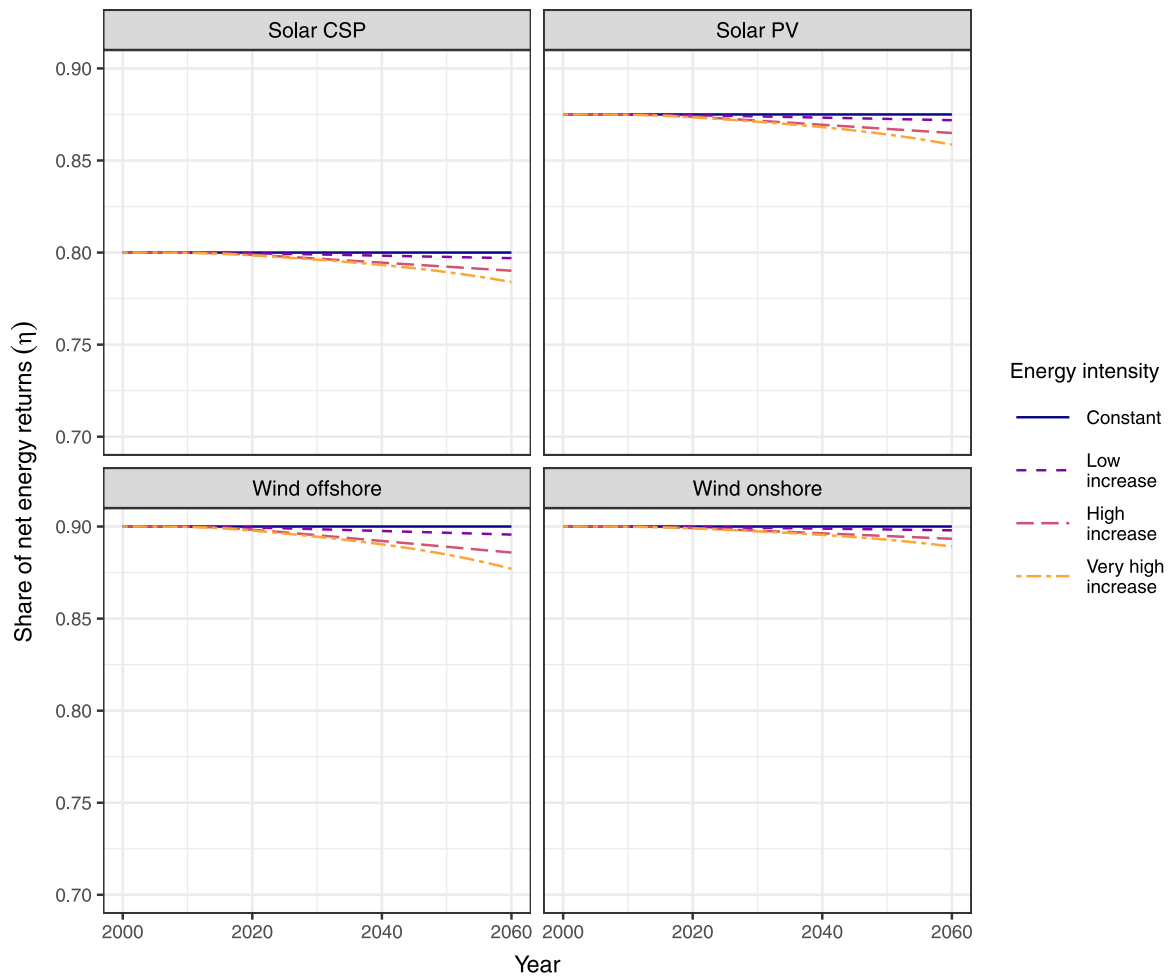 Solar CSP
Solar PV
0.90
0.85
0.80
0.75
0.70
Wind offshore
Wind onshore
0.90
0.85
0.80
0.75
0.70
2000
2020
2040
2060
2000
2020
2040
2060
Year
Share of net energy returns (η)
Energy intensity
Constant
Low
increase
High
increase
Very high
increase